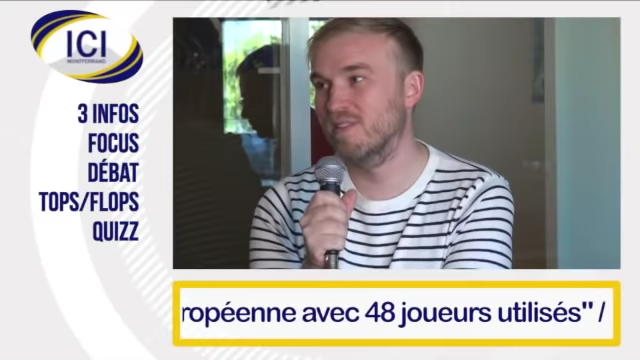 ICI
MONTFERRAND
3 INFOS
FOCUS
DÉBAT
TOPS/FLOPS
QUIZZ
ropéenne avec 48 joueurs utilisés" /